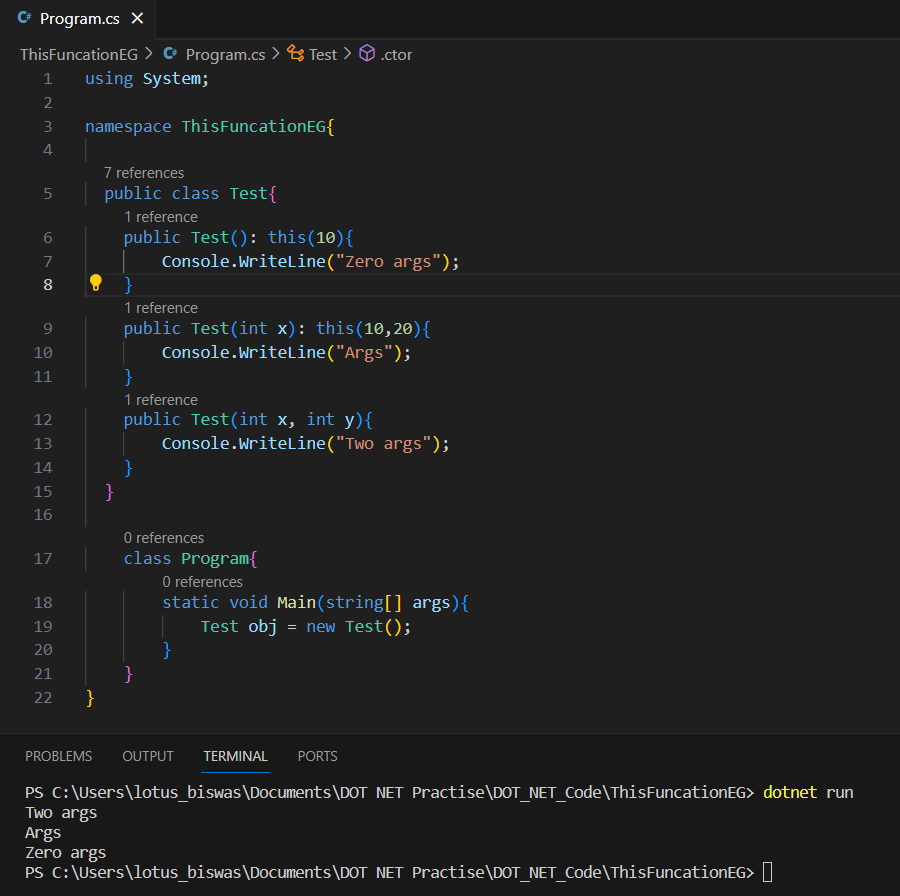 C# Program.cs ×
ThisFuncationEG > C# Program.cs > Test > .ctor
1 using System;
2
3 namespace ThisFuncationEG{
4
7 references
5 public class Test{
1 reference
6 public Test(): this(10){
7 Console.WriteLine("Zero args");
8 }
1 reference
9 public Test(int x): this(10,20){
10 Console.WriteLine("Args");
11 }
1 reference
12 public Test(int x, int y){
13 Console.WriteLine("Two args");
14 }
15 }
16
0 references
17 class Program{
0 references
18 static void Main(string[] args){
19 Test obj = new Test();
20 }
21 }
22 }
PROBLEMS OUTPUT TERMINAL PORTS
PS C:\Users\lotus_biswas\Documents\DOT NET Practise\DOT_NET_Code\ThisFuncationEG> dotnet run
Two args
Args
Zero args
PS C:\Users\lotus_biswas\Documents\DOT NET Practise\DOT_NET_Code\ThisFuncationEG>